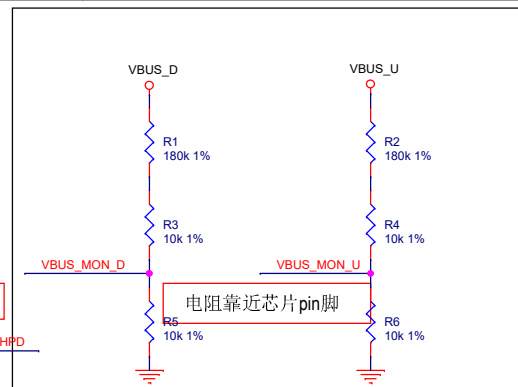 VBUS_D
VBUS_U
R1
180k 1%
R2
180k 1%
R3
10k 1%
R4
10k 1%
VBUS_MON_D
VBUS_MON_U
电阻靠近芯片pin脚
R5
10k 1%
R6
10k 1%
HPD